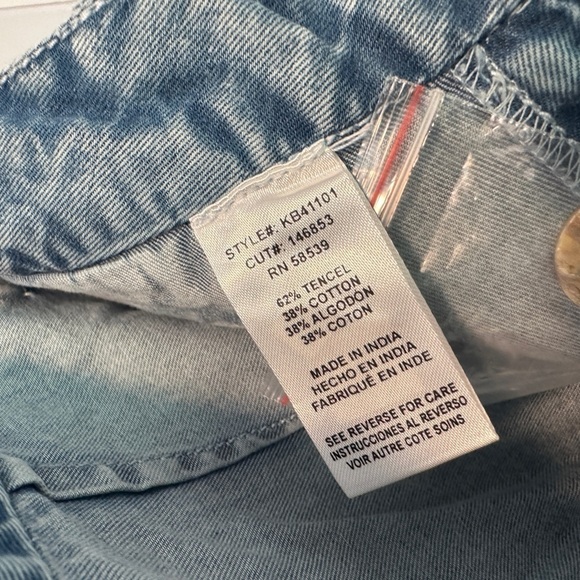 STYLE#: KB41101
CUT#: 146853
RN 58539
62% TENCEL
38% COTTON
38% ALGODÓN
38% COTON
MADE IN INDIA
HECHO EN INDIA
FABRIQUÉ EN INDE
SEE REVERSE FOR CARE
INSTRUCCIONES AL REVERSO
VOIR AUTRE COTE SOINS